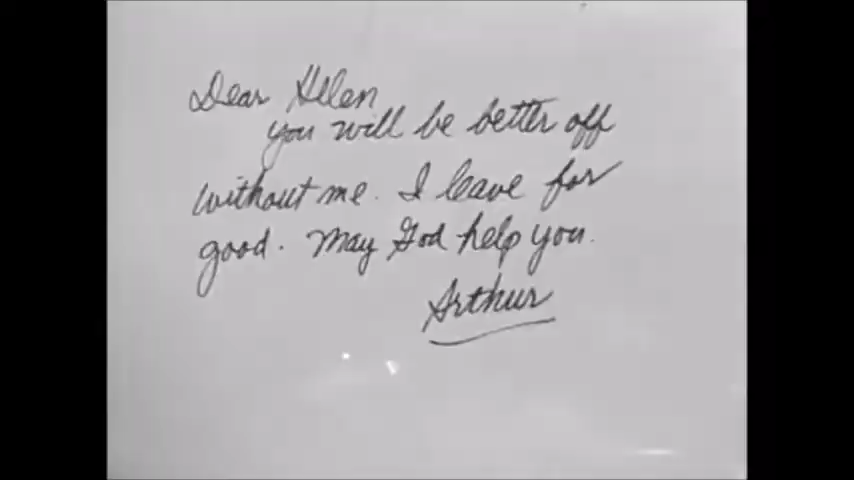 Dear Helen
you will be better off
without me. I leave for
good. May God help you.
Arthur